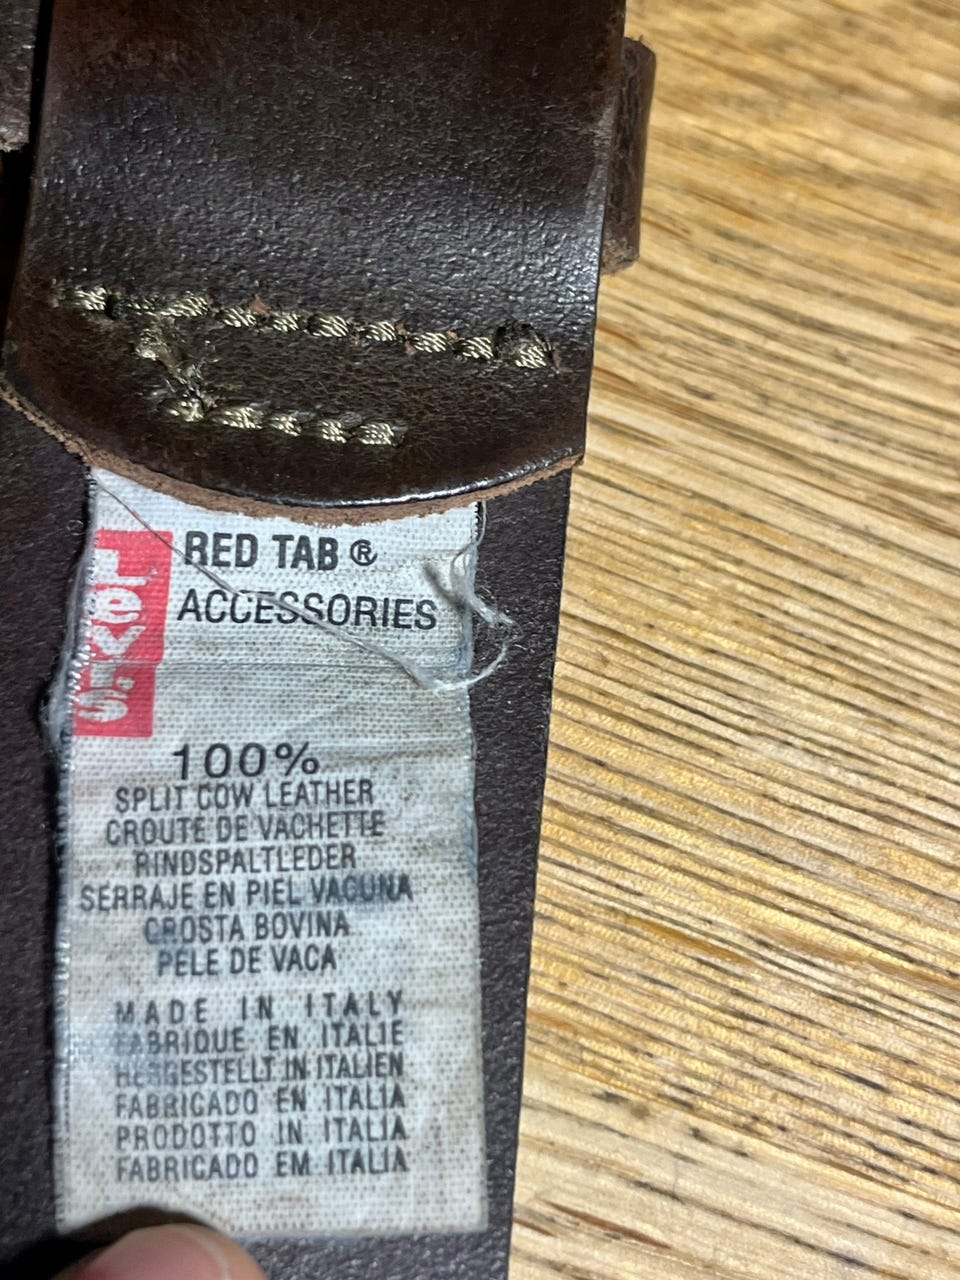 RED TAB ®
ACCESSORIES
Levi's
100%
SPLIT COW LEATHER
CROUTE DE VACHETTE
RINDSPALTLEDER
SERRAJE EN PIEL VACUNA
CROSTA BOVINA
PELE DE VACA
MADE IN ITALY
FABRIQUE EN ITALIE
HERGESTELLT IN ITALIEN
FABRICADO EN ITALIA
PRODOTTO IN ITALIA
FABRICADO EM ITALIA